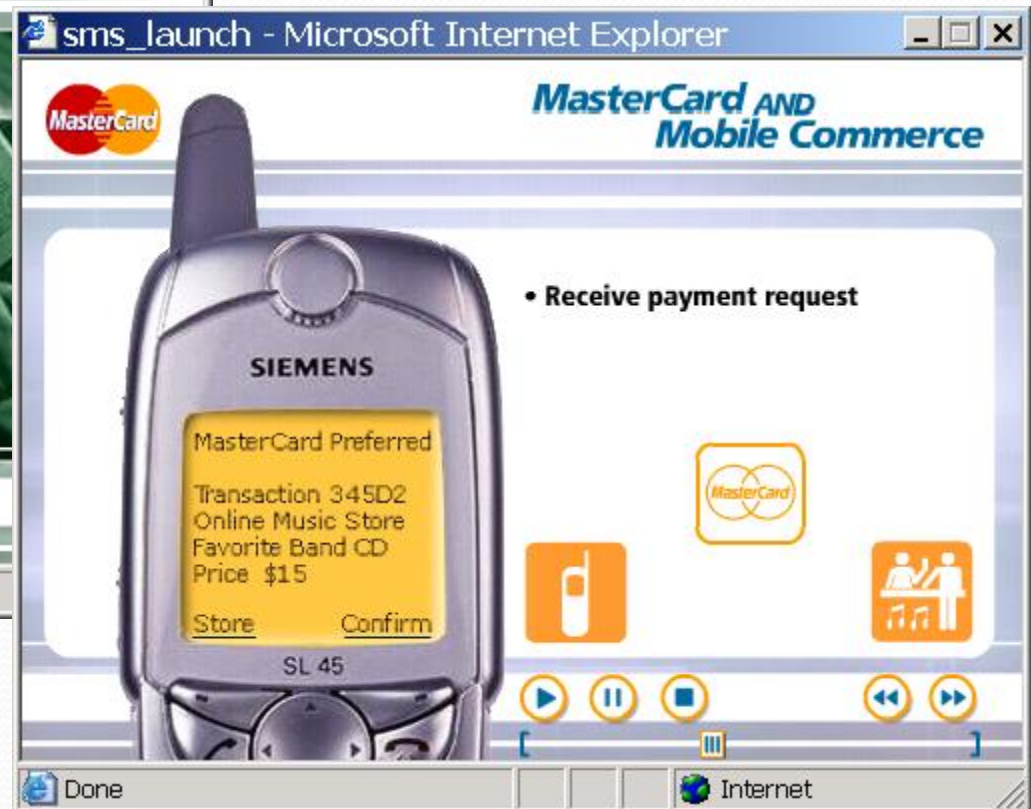 sms_launch - Microsoft Internet Explorer
MasterCard
MasterCard AND
Mobile Commerce
• Receive payment request
SIEMENS
MasterCard Preferred
Transaction 345D2
Online Music Store
Favorite Band CD
Price $15
Store Confirm
SL 45
MasterCard
Done
Internet